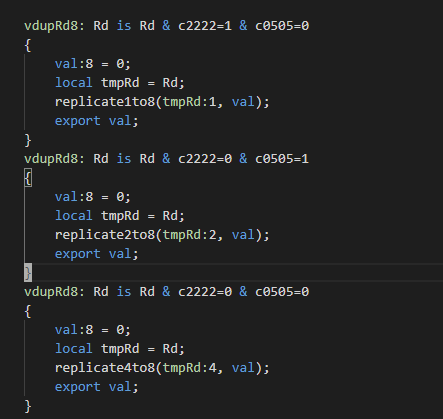 vdupRd8: Rd is Rd & c2222=1 & c0505=0
{
    val:8 = 0;
    local tmpRd = Rd;
    replicate1to8(tmpRd:1, val);
    export val;
}
vdupRd8: Rd is Rd & c2222=0 & c0505=1
{
    val:8 = 0;
    local tmpRd = Rd;
    replicate2to8(tmpRd:2, val);
    export val;
}
vdupRd8: Rd is Rd & c2222=0 & c0505=0
{
    val:8 = 0;
    local tmpRd = Rd;
    replicate4to8(tmpRd:4, val);
    export val;
}